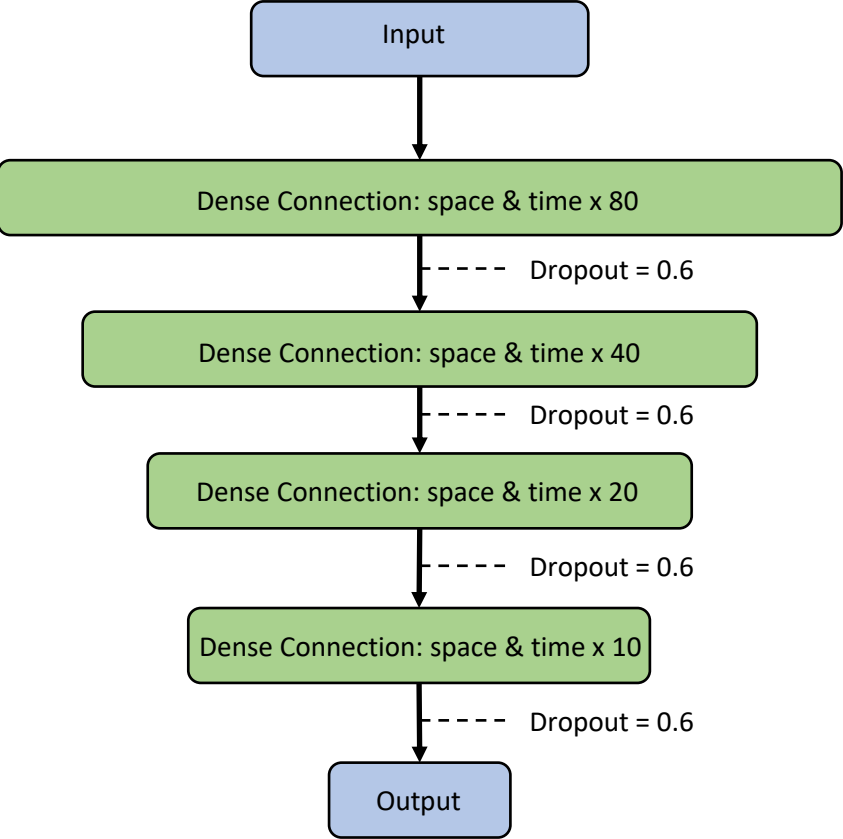 Input
Dense Connection: space & time x 80
Dropout = 0.6
Dense Connection: space & time x 40
Dropout = 0.6
Dense Connection: space & time x 20
Dropout = 0.6
Dense Connection: space & time x 10
Dropout = 0.6
Output